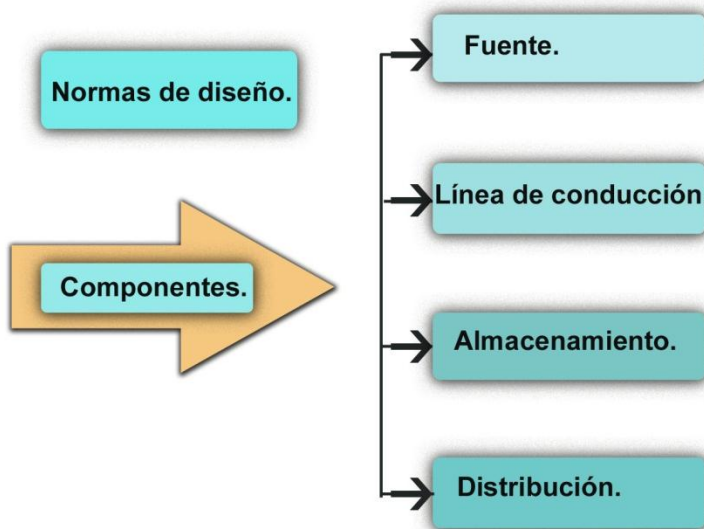 Normas de diseño.
Componentes.
Fuente.
Línea de conducción
Almacenamiento.
Distribución.